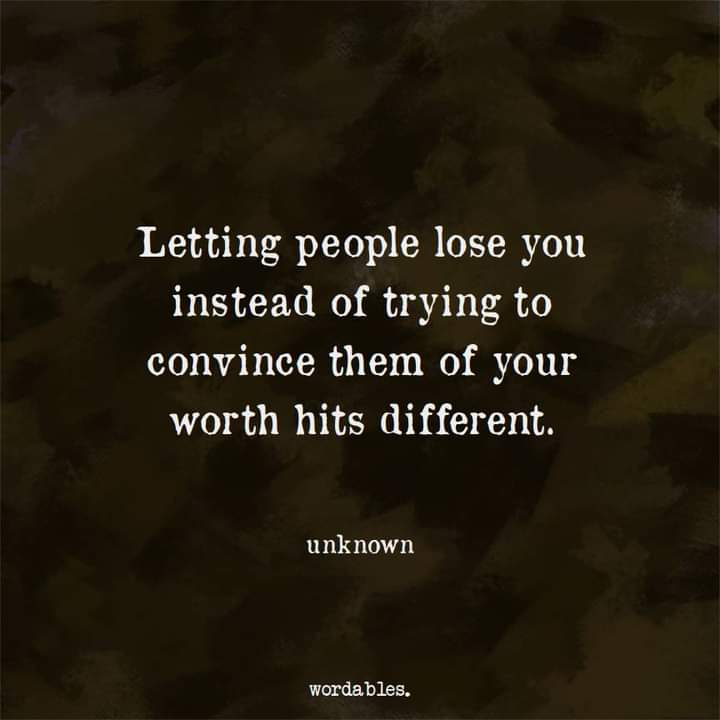 Letting people lose you
instead of trying to
convince them of your
worth hits different.
unknown
wordables.